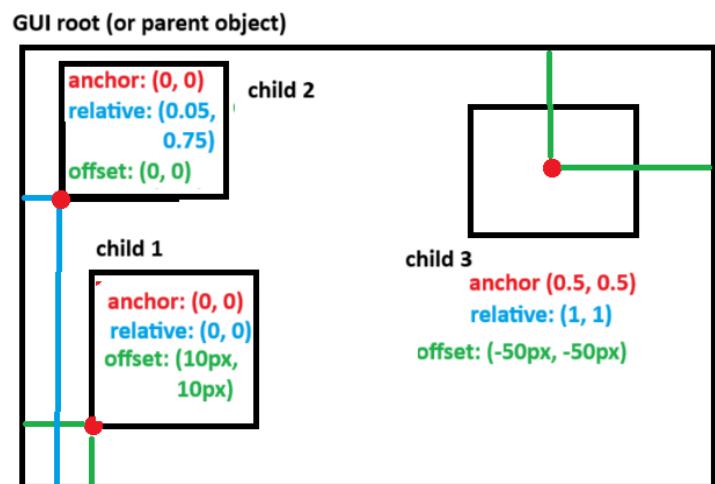 GUI root (or parent object)
anchor: (0, 0)
relative: (0.05,
0.75)
offset: (0, 0)
child 2
child 1
anchor: (0, 0)
relative: (0, 0)
offset: (10px,
10px)
child 3
anchor (0.5, 0.5)
relative: (1, 1)
offset: (-50px, -50px)